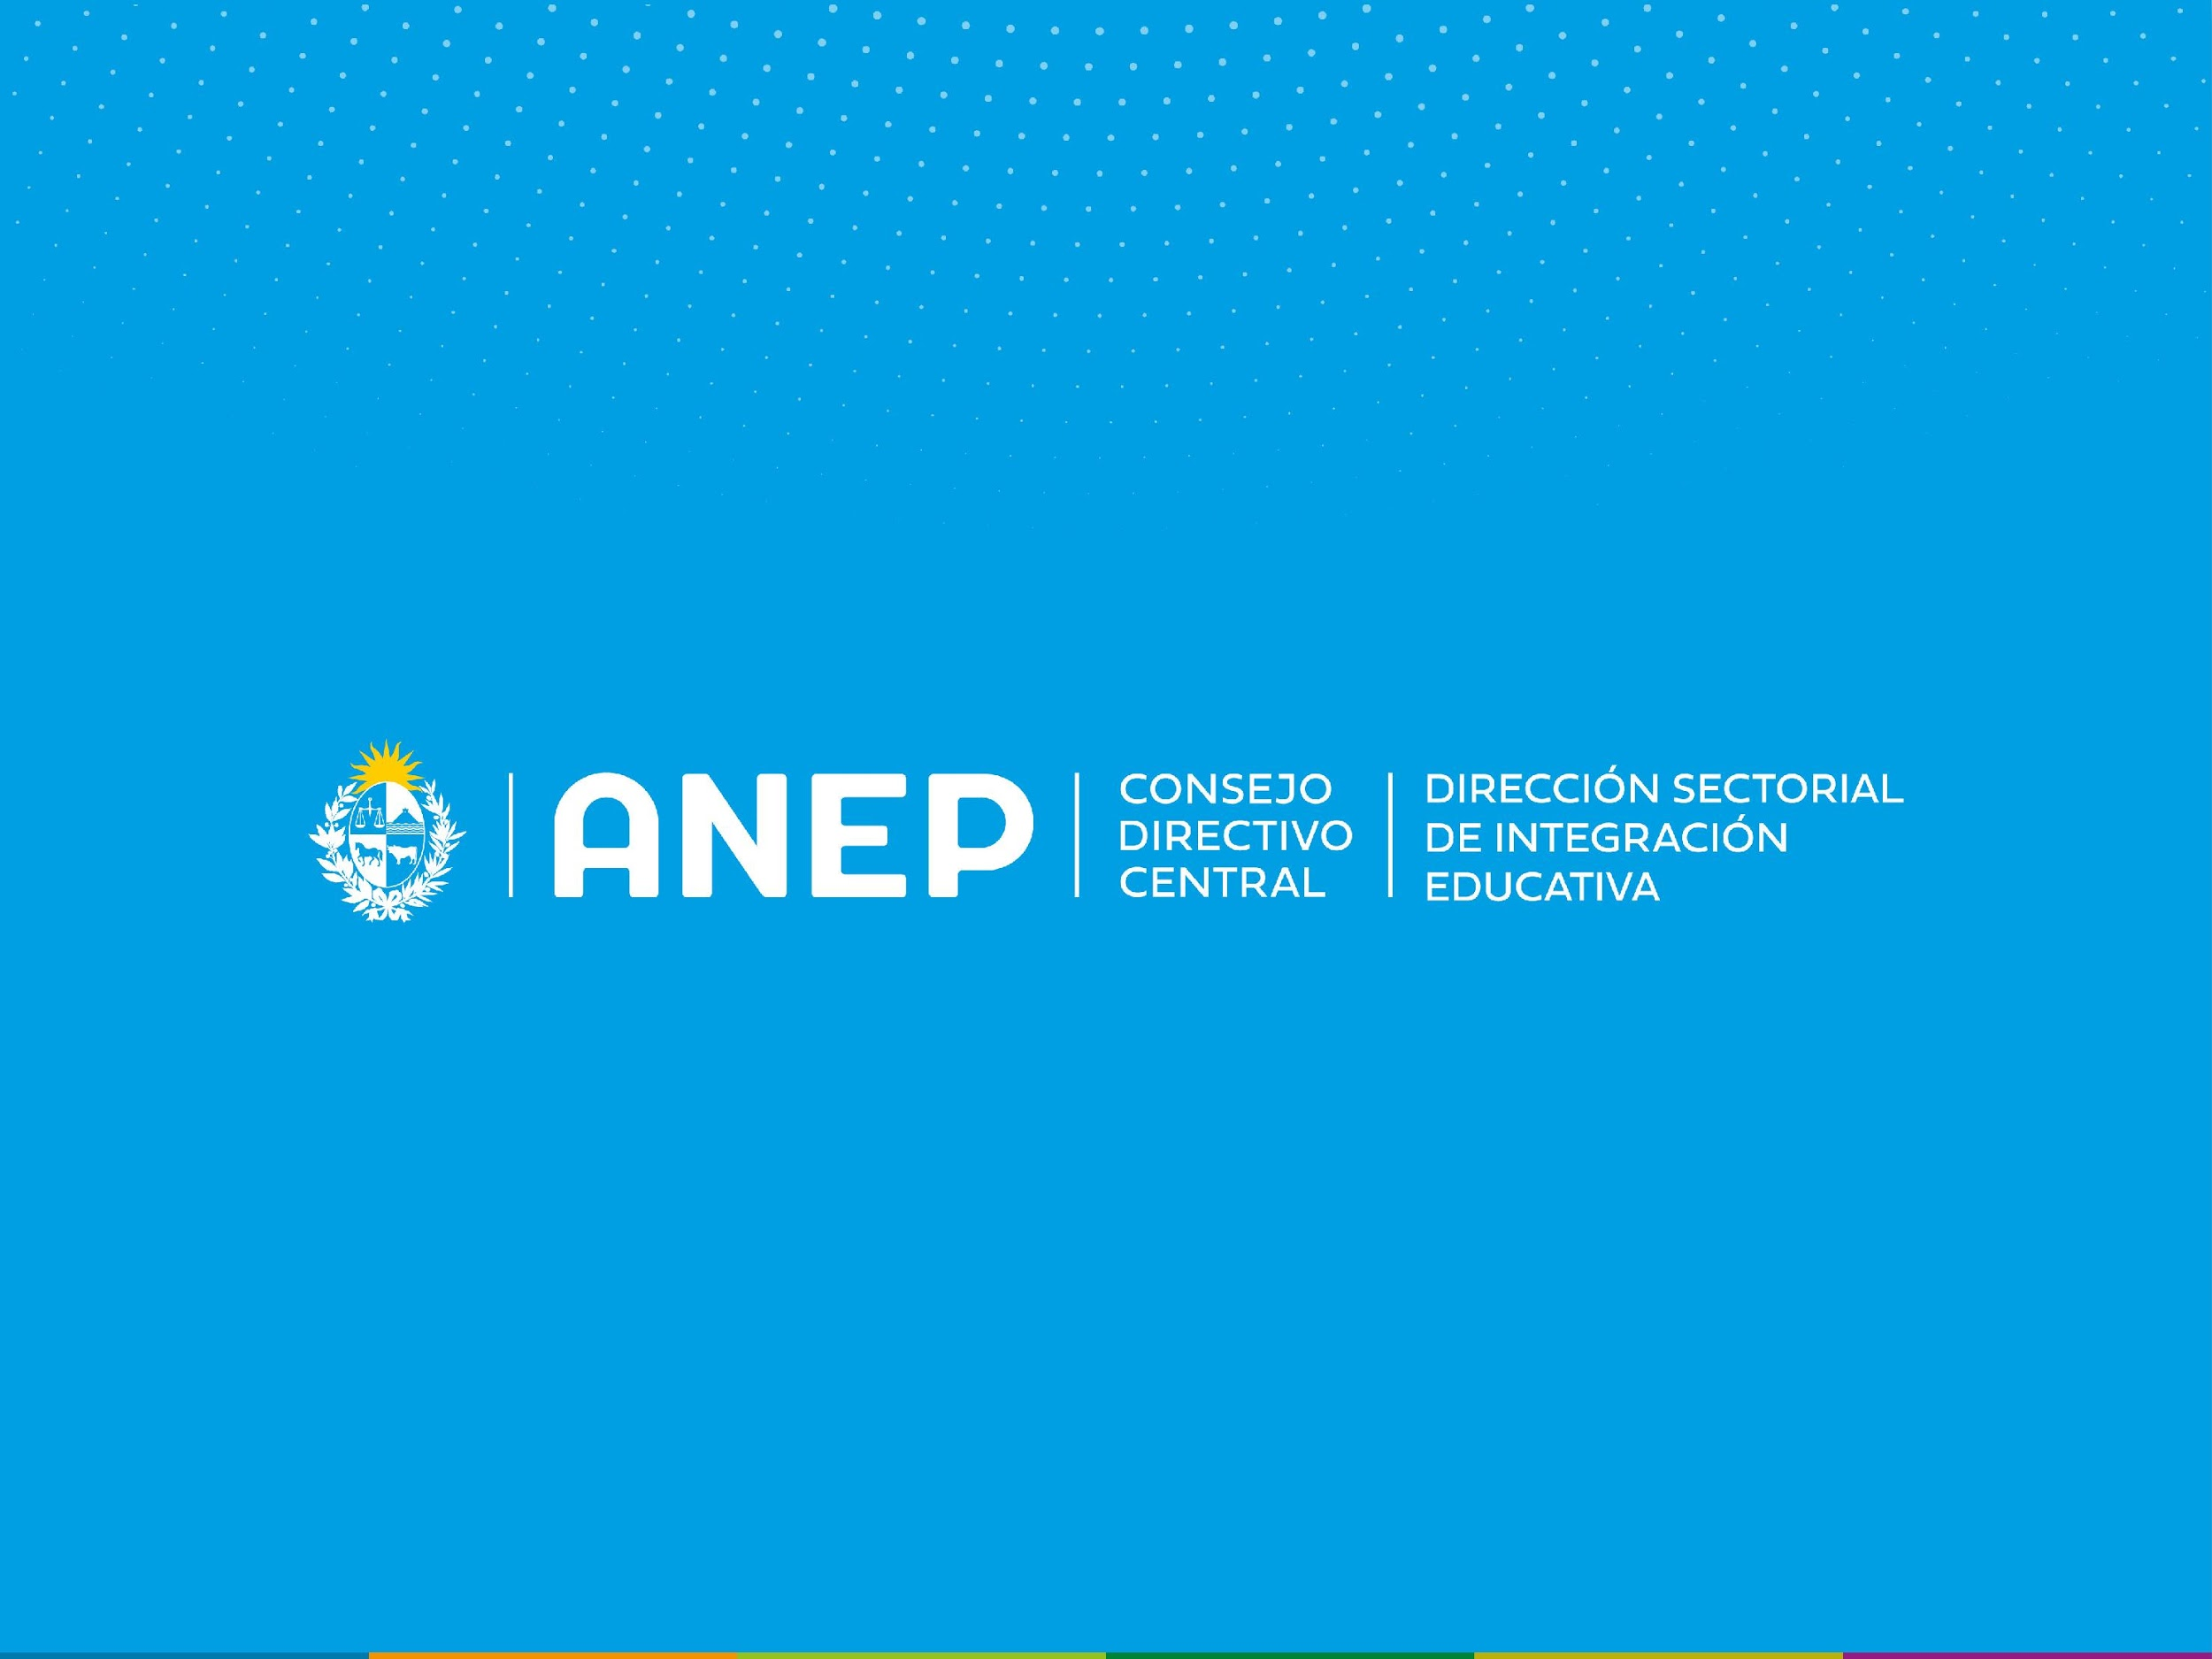 ANEP
CONSEJO
DIRECTIVO
CENTRAL
DIRECCIÓN SECTORIAL
DE INTEGRACIÓN
EDUCATIVA